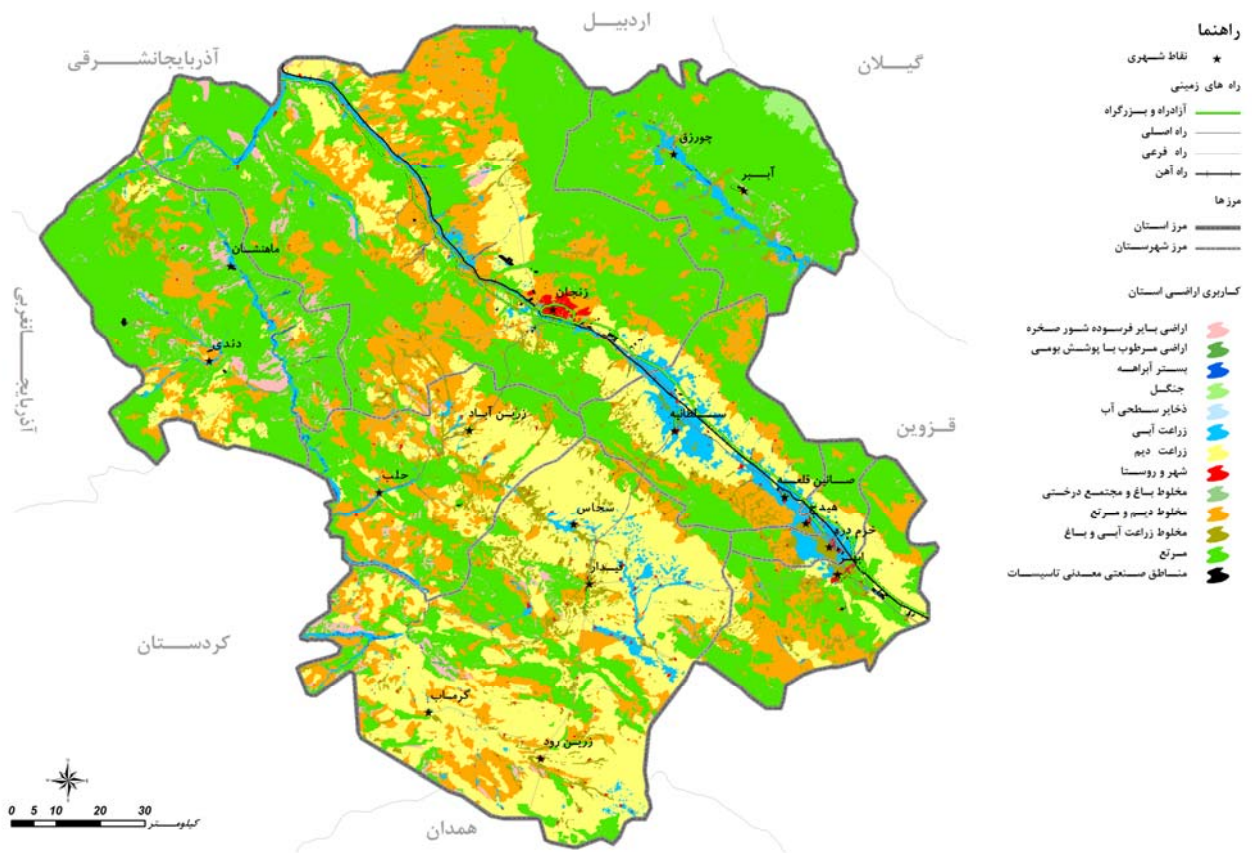 اردبیل
آذربایجانشرقی
گیلان
چورزق
آببر
ماهنشان
زنجان
دندی
آذربایجانغربی
زرین آباد
سلطانیه
قزوین
حلب
صائین قلعه
سجاس
هیدج
خرم دره
ابهر
قیدار
کردستان
گرماب
زرین رود
همدان
0 5 10 20 30
کیلومتر
راهنما
نقاط شهری
راه های زمینی
آزادراه و بزرگراه
راه اصلی
راه فرعی
راه آهن
مرزها
مرز استان
مرز شهرستان
کاربری اراضی استان
اراضی بایر فرسوده شور صخره
اراضی مرطوب با پوشش بومی
بستر آبراهه
جنگل
ذخایر سطحی آب
زراعت آبی
زراعت دیم
شهر و روستا
مخلوط باغ و مجتمع درختی
مخلوط دیم و مرتع
مخلوط زراعت آبی و باغ
مرتع
مناطق صنعتی معدنی تاسیسات